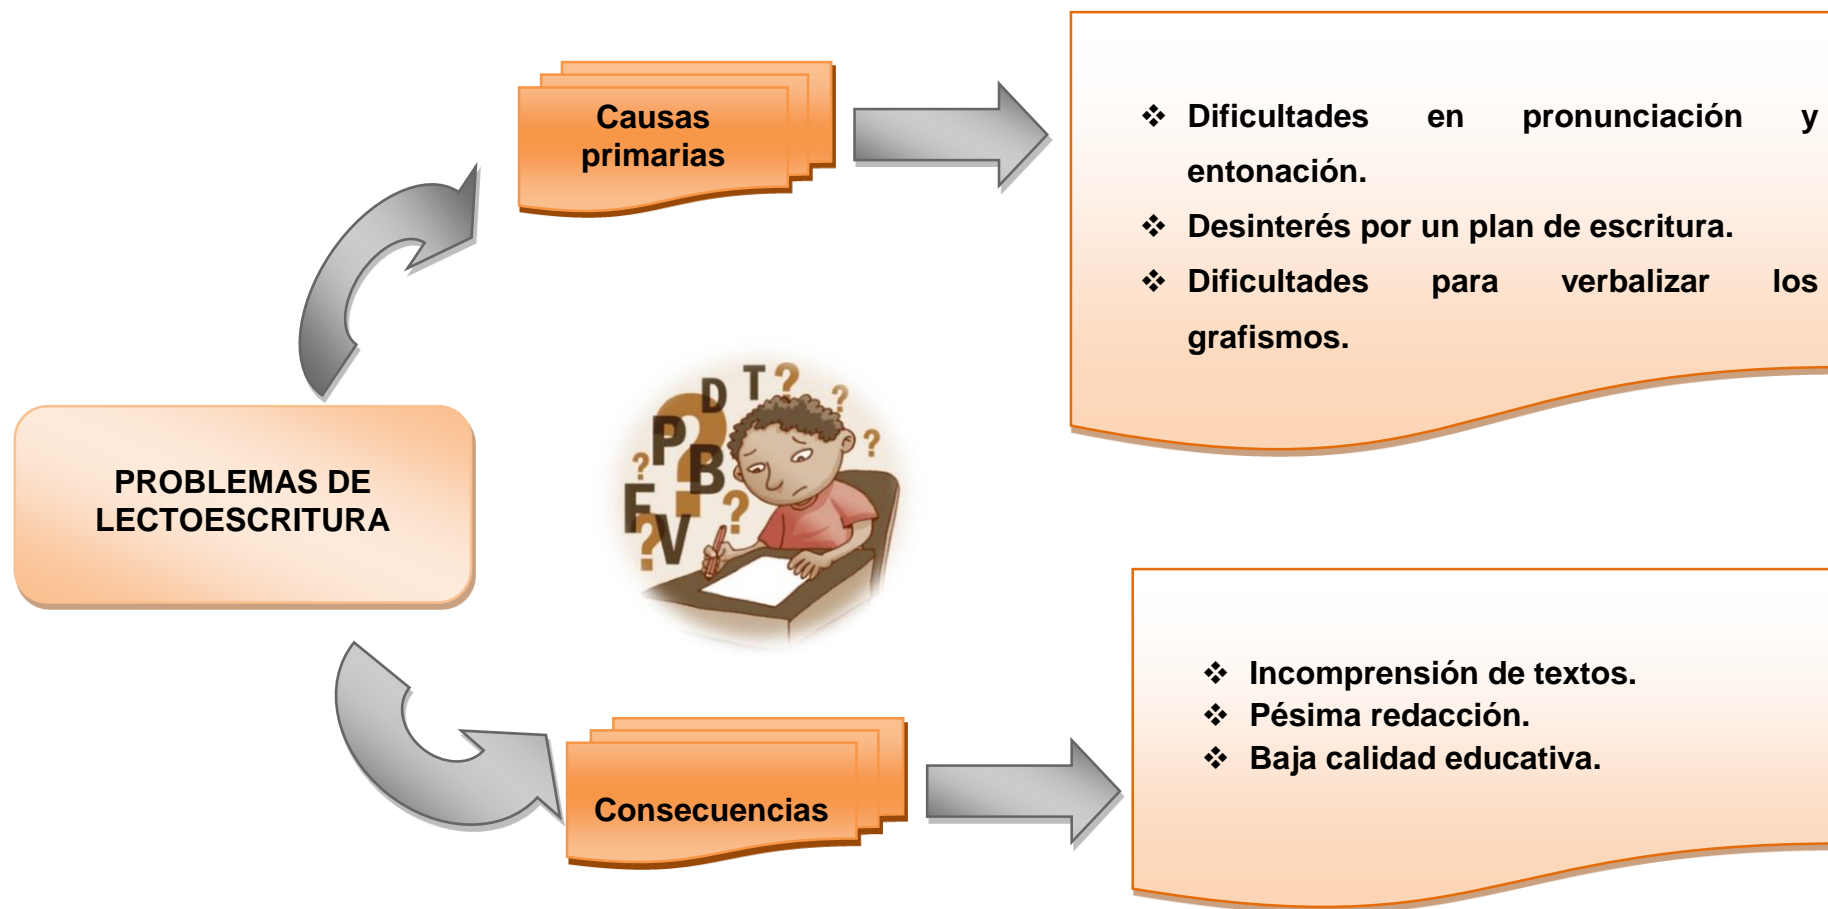 Causas
primarias
❖ Dificultades en pronunciación y
entonación.
❖ Desinterés por un plan de escritura.
❖ Dificultades para verbalizar los
grafismos.
PROBLEMAS DE
LECTOESCRITURA
D T ? ?
P ? B ?
? F ? V ?
Consecuencias
❖ Incomprensión de textos.
❖ Pésima redacción.
❖ Baja calidad educativa.